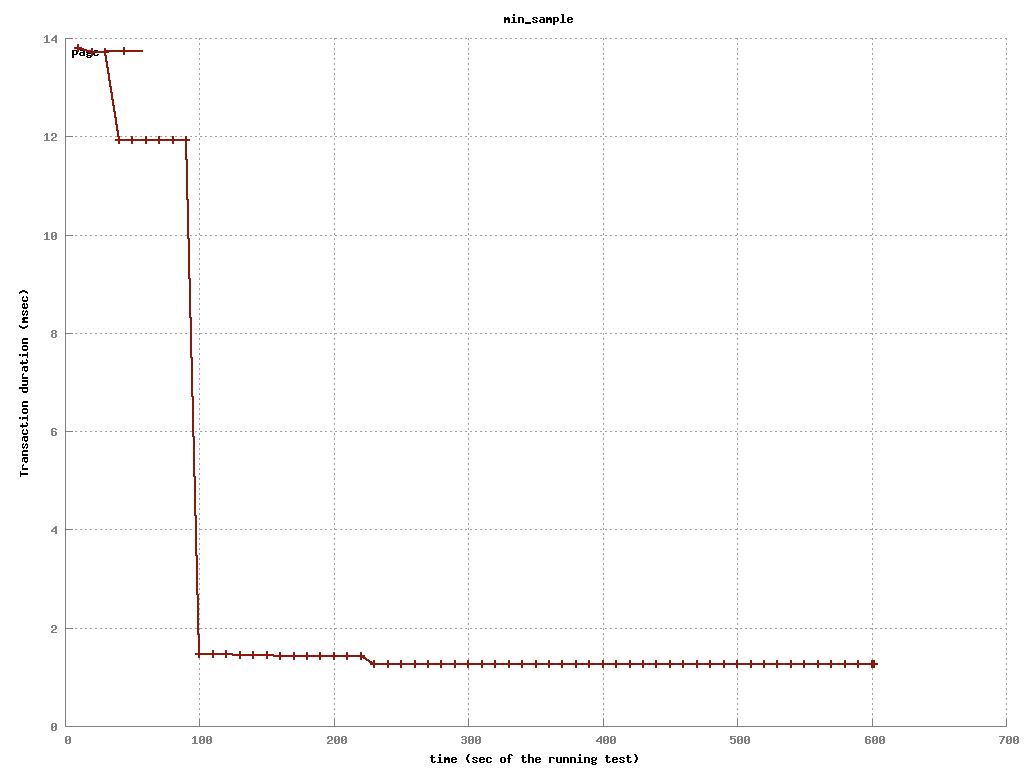 min_sample
page
14
12
10
8
6
4
2
0
Transaction duration (msec)
0 100 200 300 400 500 600 700
time (sec of the running test)